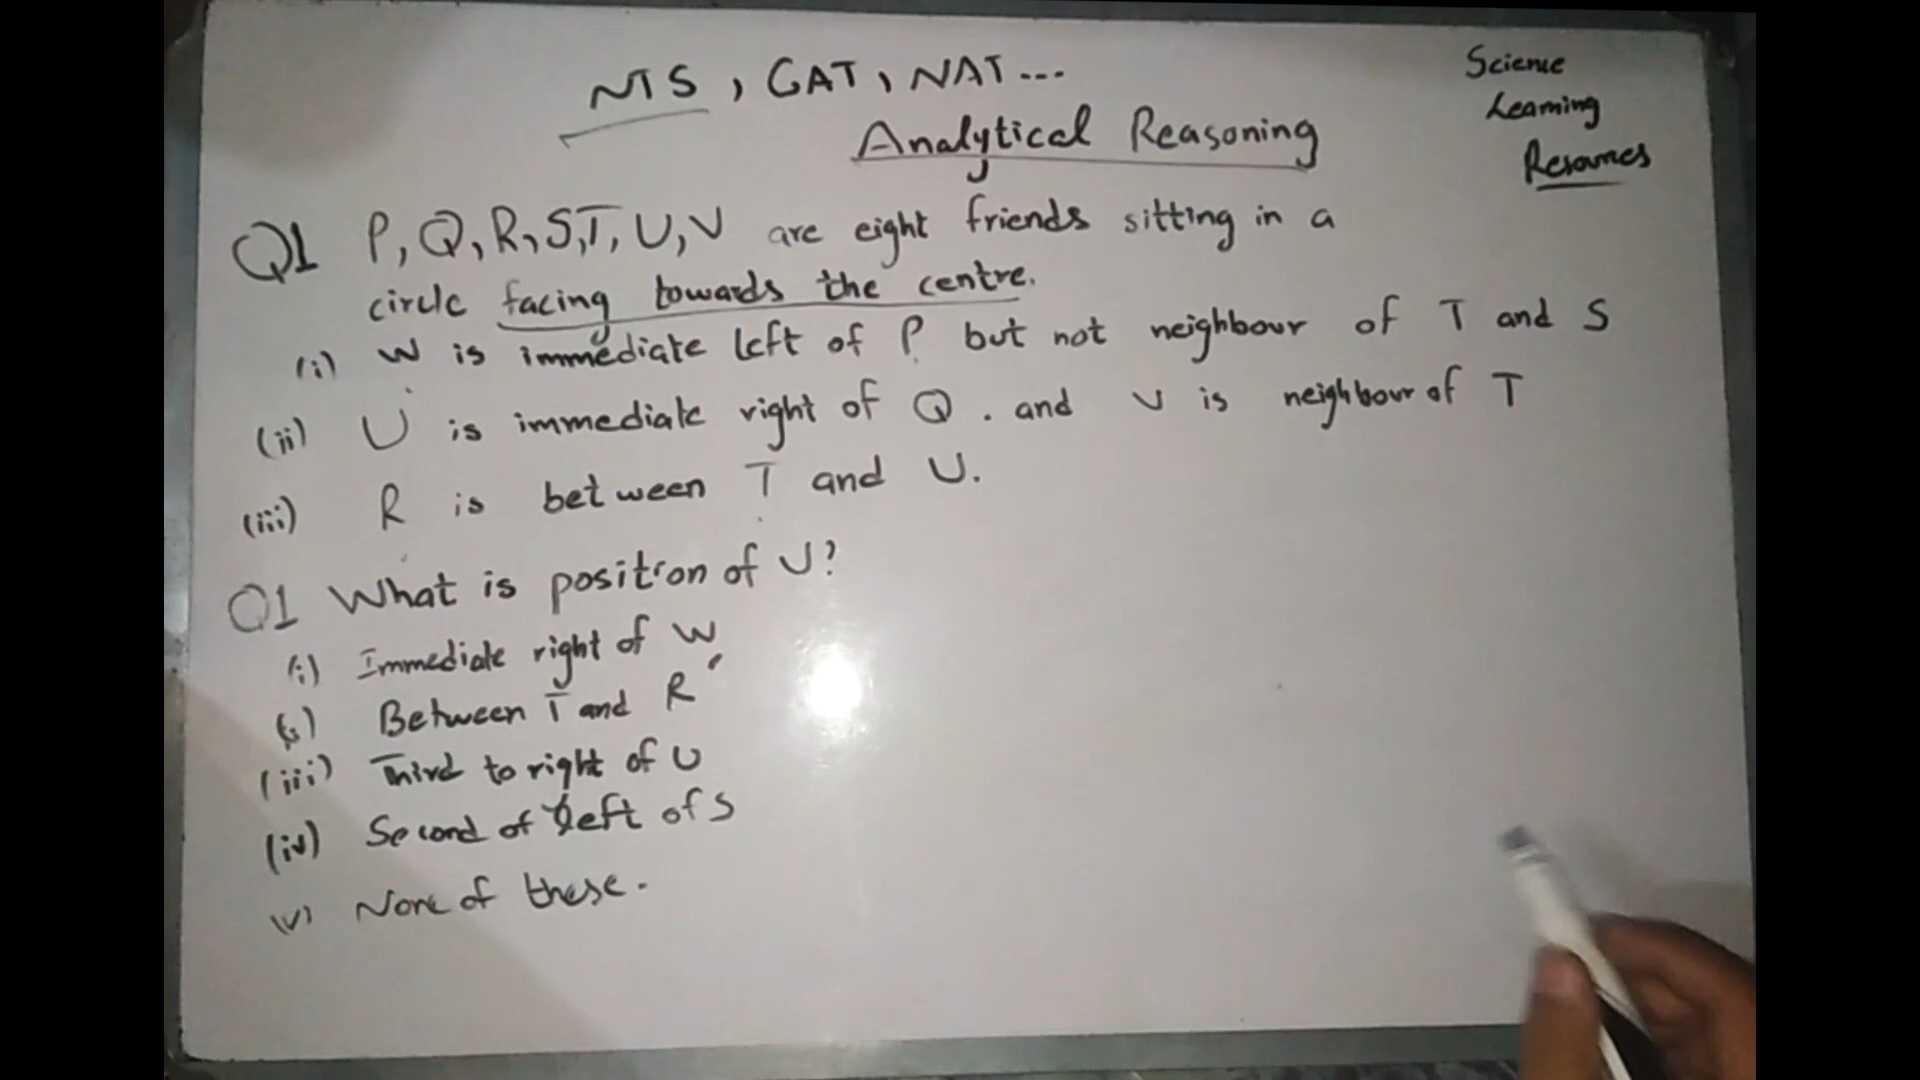 NTS, GAT, NAT...
Science
Learning
Resources
Analytical Reasoning
Q1 P, Q, R, S, T, U, V are eight friends sitting in a
circle facing towards the centre.
(i) W is immediate left of P but not neighbour of T and S
(ii) U is immediate right of Q. and V is neighbour of T
(iii) R is between T and U.
Q1 What is position of V?
(i) Immediate right of W
Between T and R
(iii) Third to right of U
(iv) Second of left of S
(v) None of these.